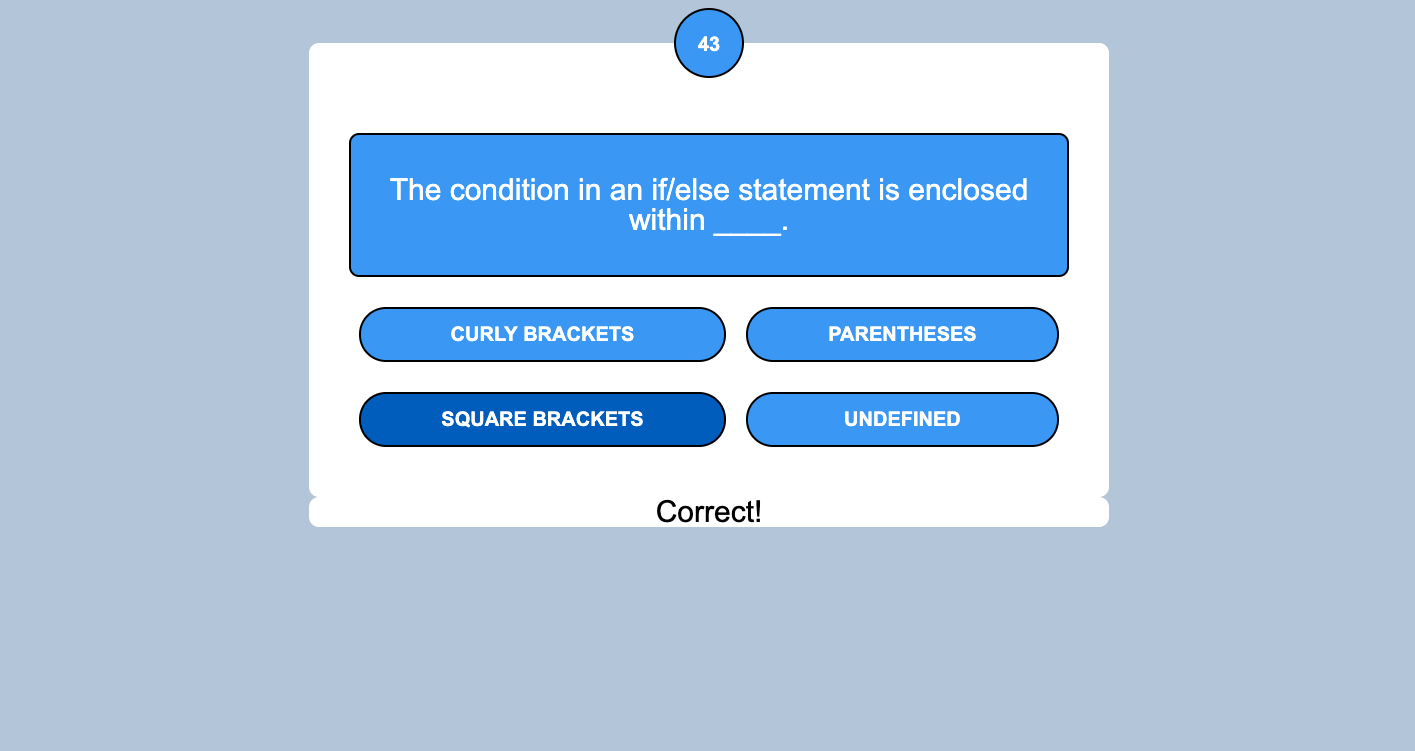 43
The condition in an if/else statement is enclosed
within ____.
CURLY BRACKETS
PARENTHESES
SQUARE BRACKETS
UNDEFINED
Correct!